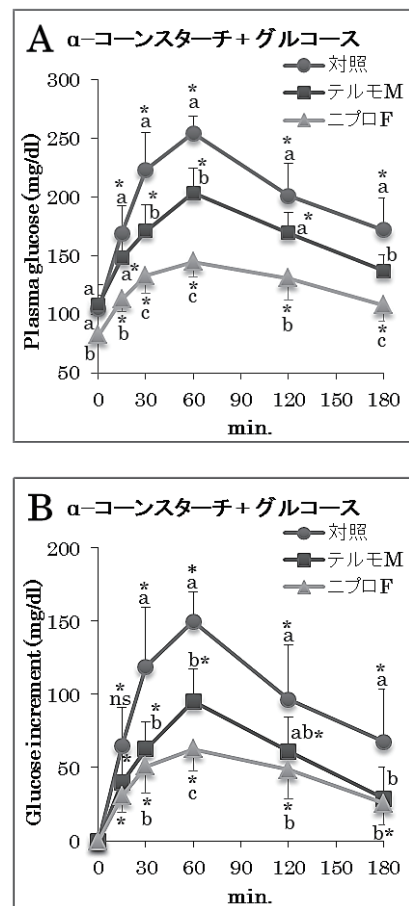 A α-コーンスターチ+グルコース
対照
テルモM
ニプロF
Plasma glucose (mg/dl)
300
250
200
150
100
50
* a
* a
* a
* a
* a
a
* b
* b
a *
a *
b
a
b
* b
* c
* c
* b
* c
0 30 60 90 120 150 180
min.
B α-コーンスターチ+グルコース
対照
テルモM
ニプロF
Glucose increment (mg/dl)
200
150
100
50
0
* a
* a
* a
* a
* ns
b*
* b
ab*
*
b
*
* b
* c
* b
b*
0 30 60 90 120 150 180
min.